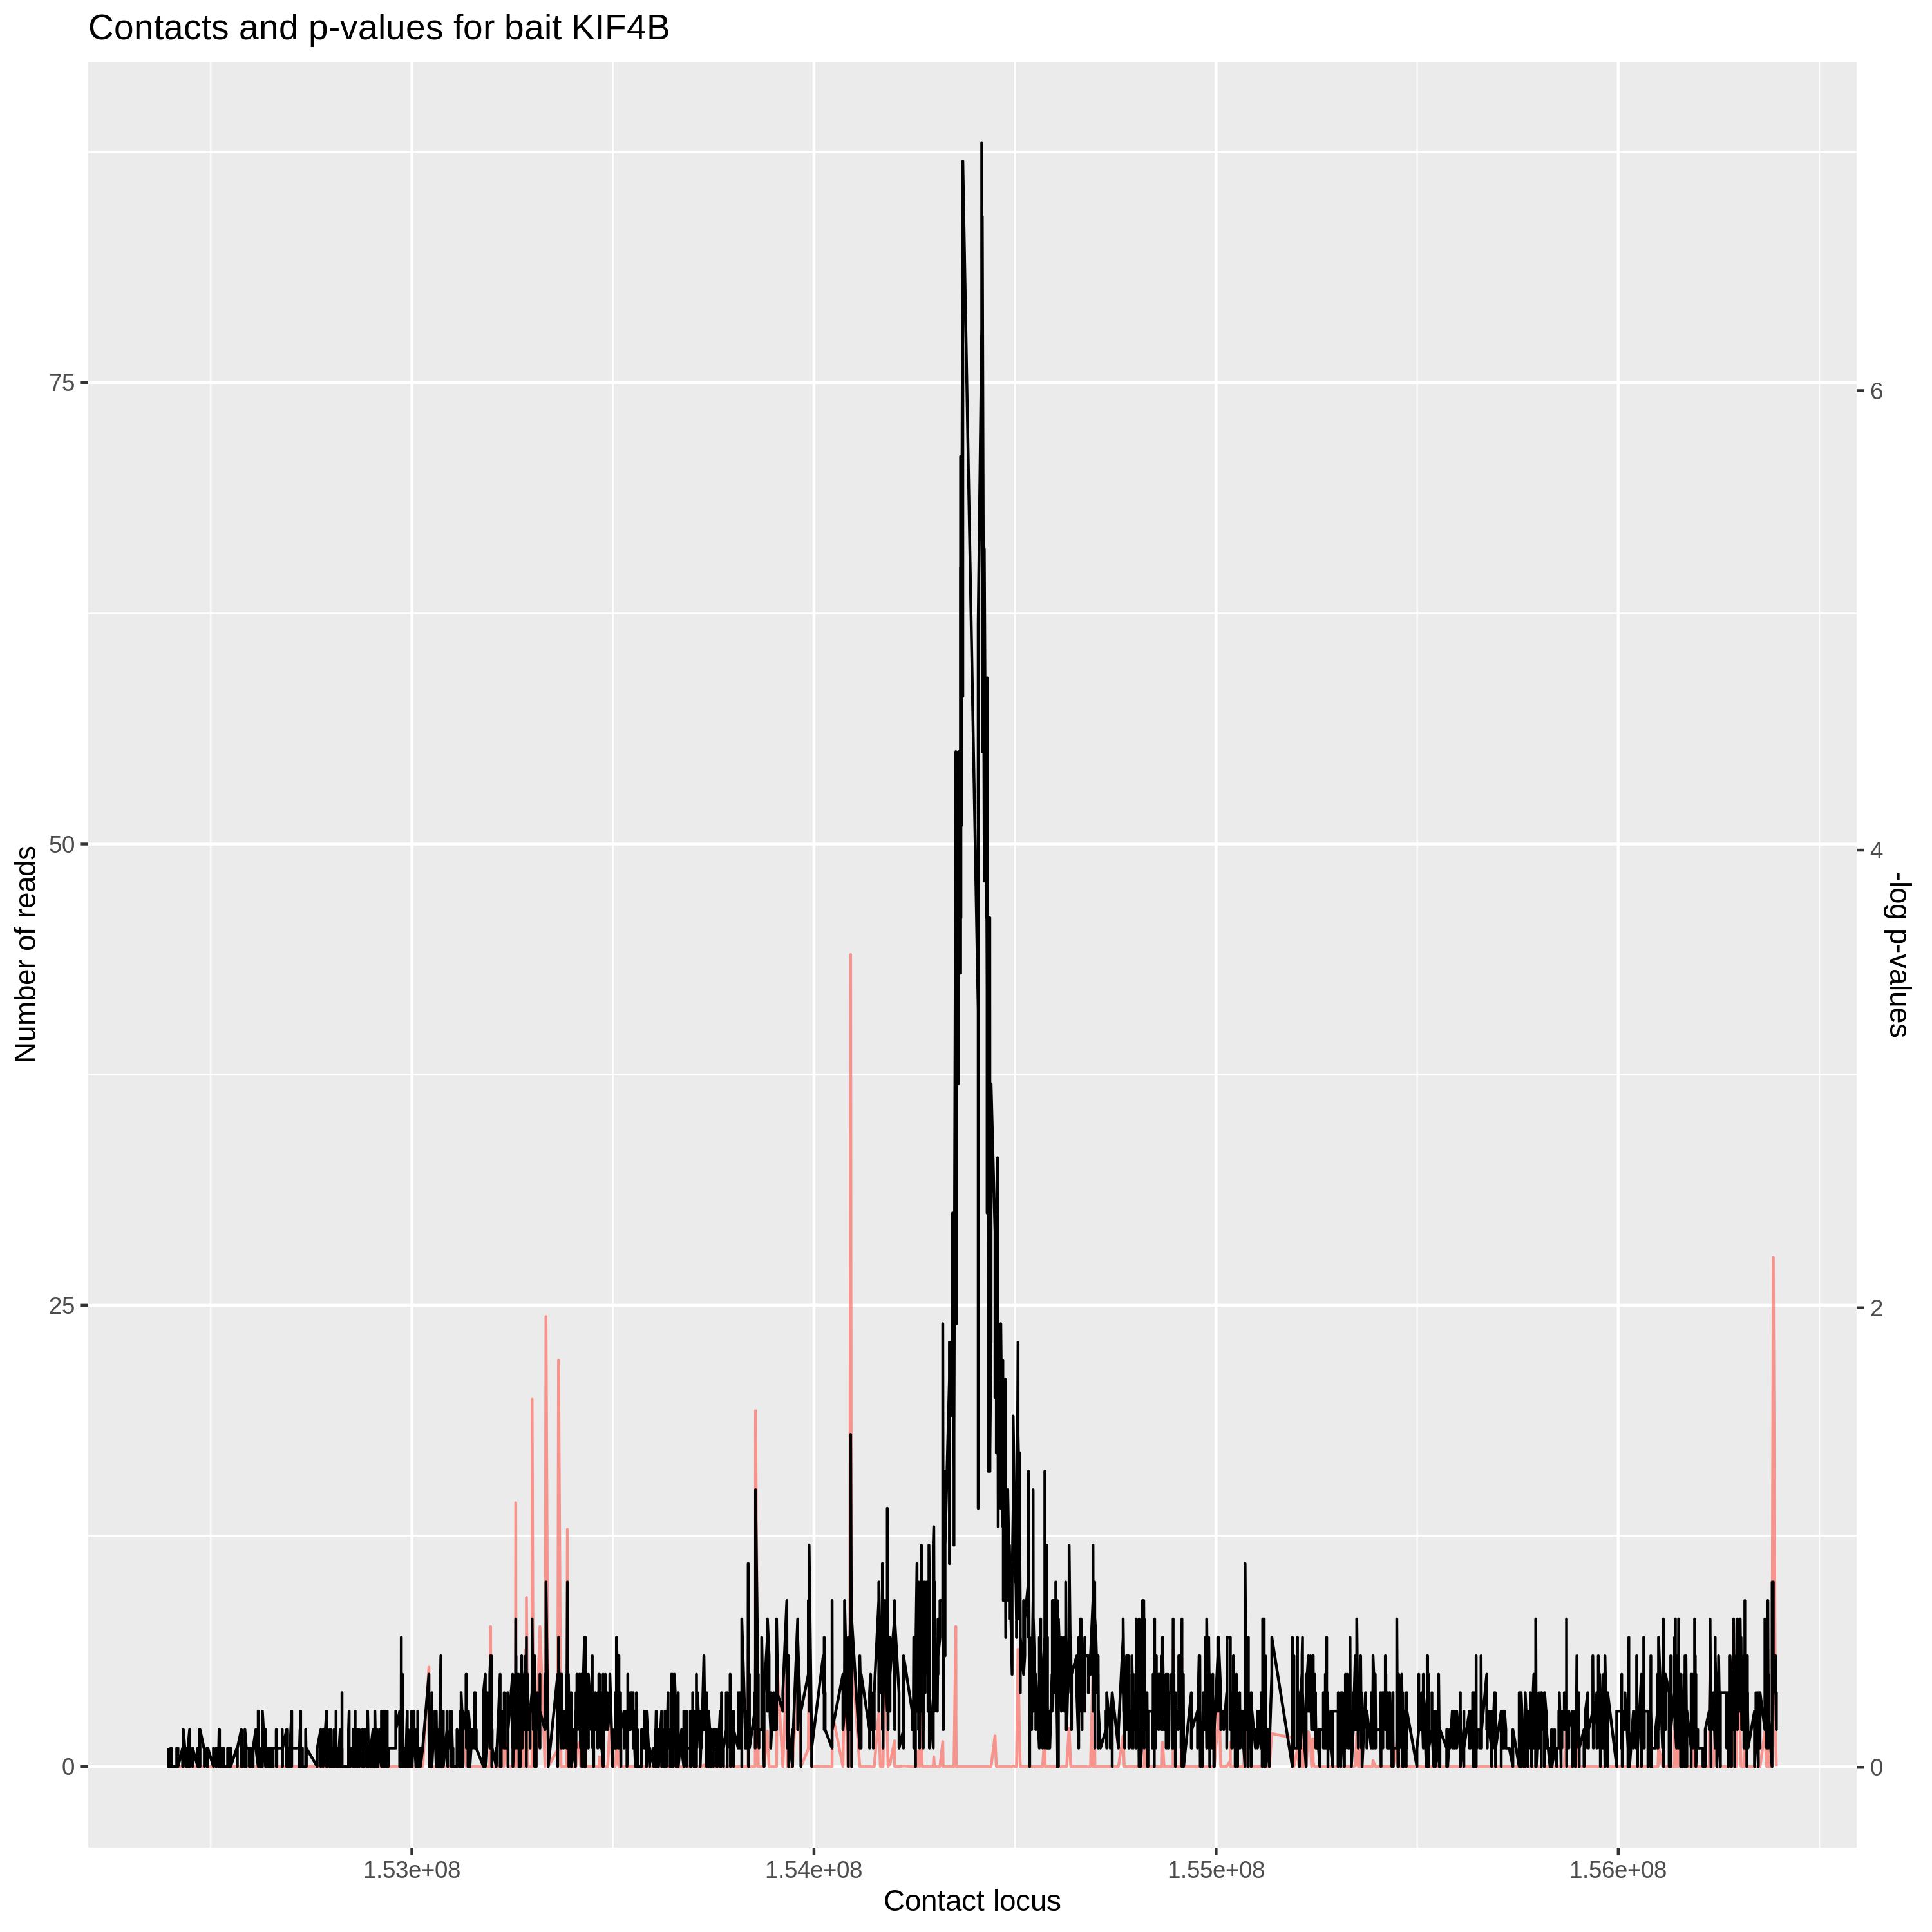 Contacts and p-values for bait KIF4B
75
50
25
0
Number of reads
6
4
2
0
-log p-values
1.53e+08
1.54e+08
1.55e+08
1.56e+08
Contact locus